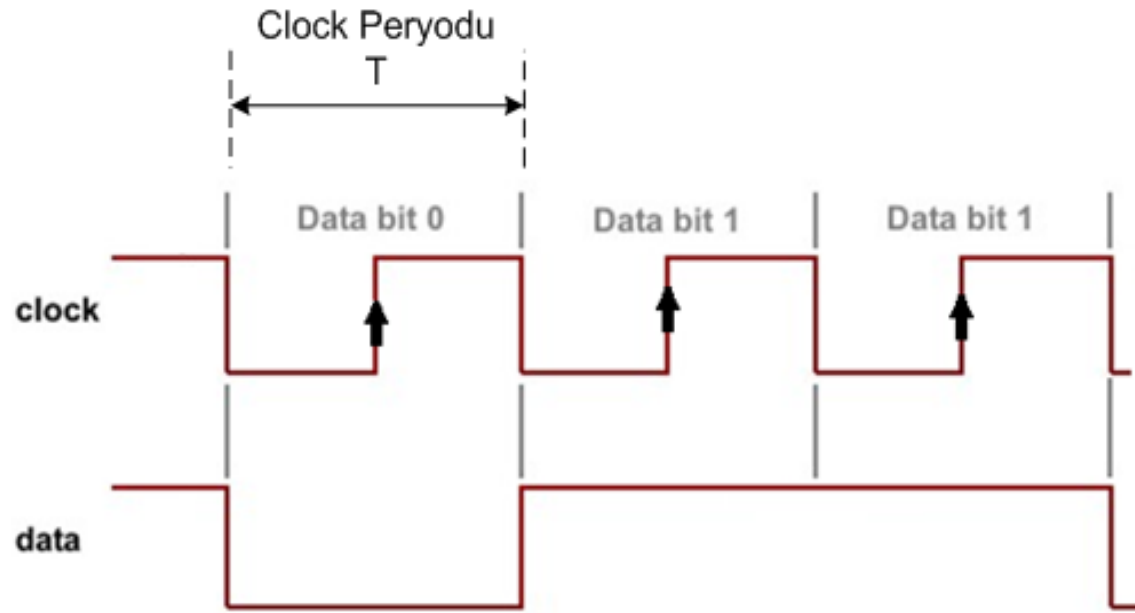 Clock Peryodu
T
Data bit 0
Data bit 1
Data bit 1
clock
data